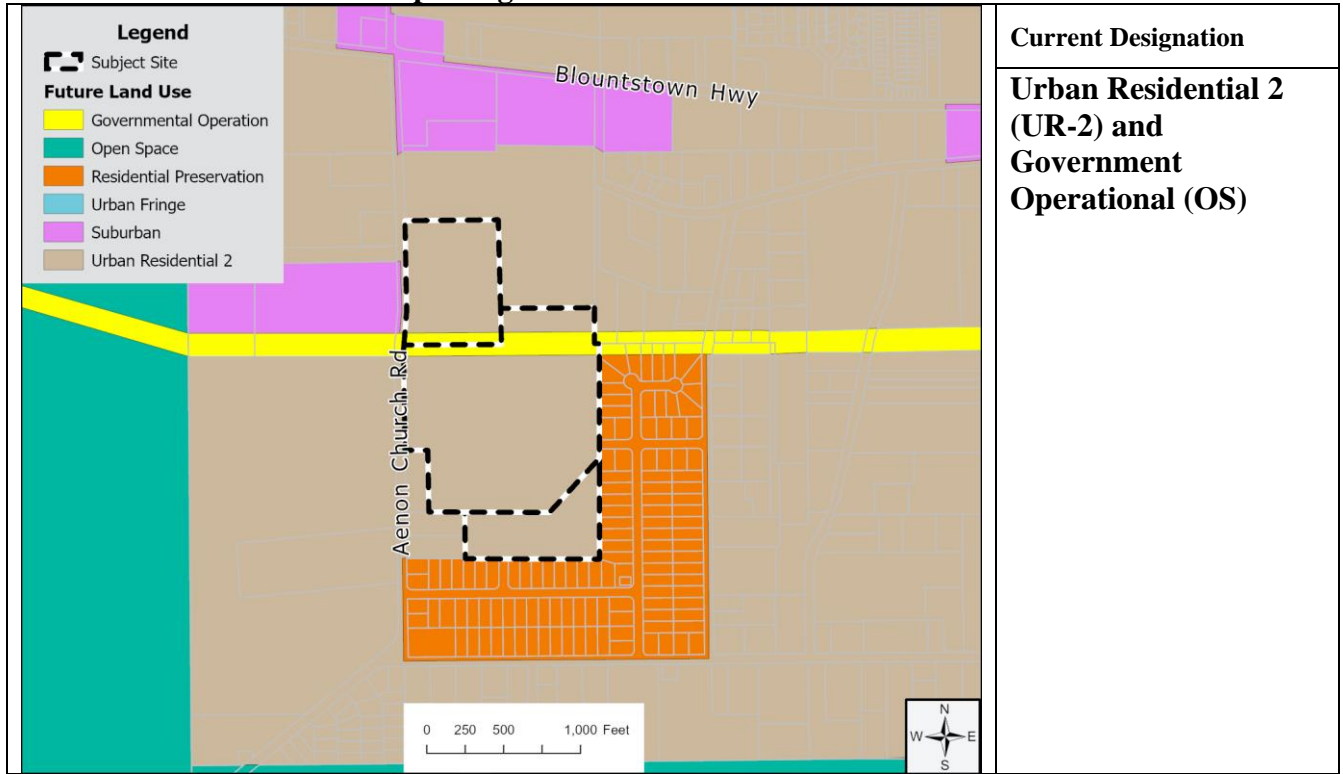 Legend
Subject Site
Future Land Use
Governmental Operation
Open Space
Residential Preservation
Urban Fringe
Suburban
Urban Residential 2
Blountstown Hwy
Aenon Church Rd
0 250 500 1,000 Feet
N
W E
S
Current Designation
Urban Residential 2
(UR-2) and
Government
Operational (OS)